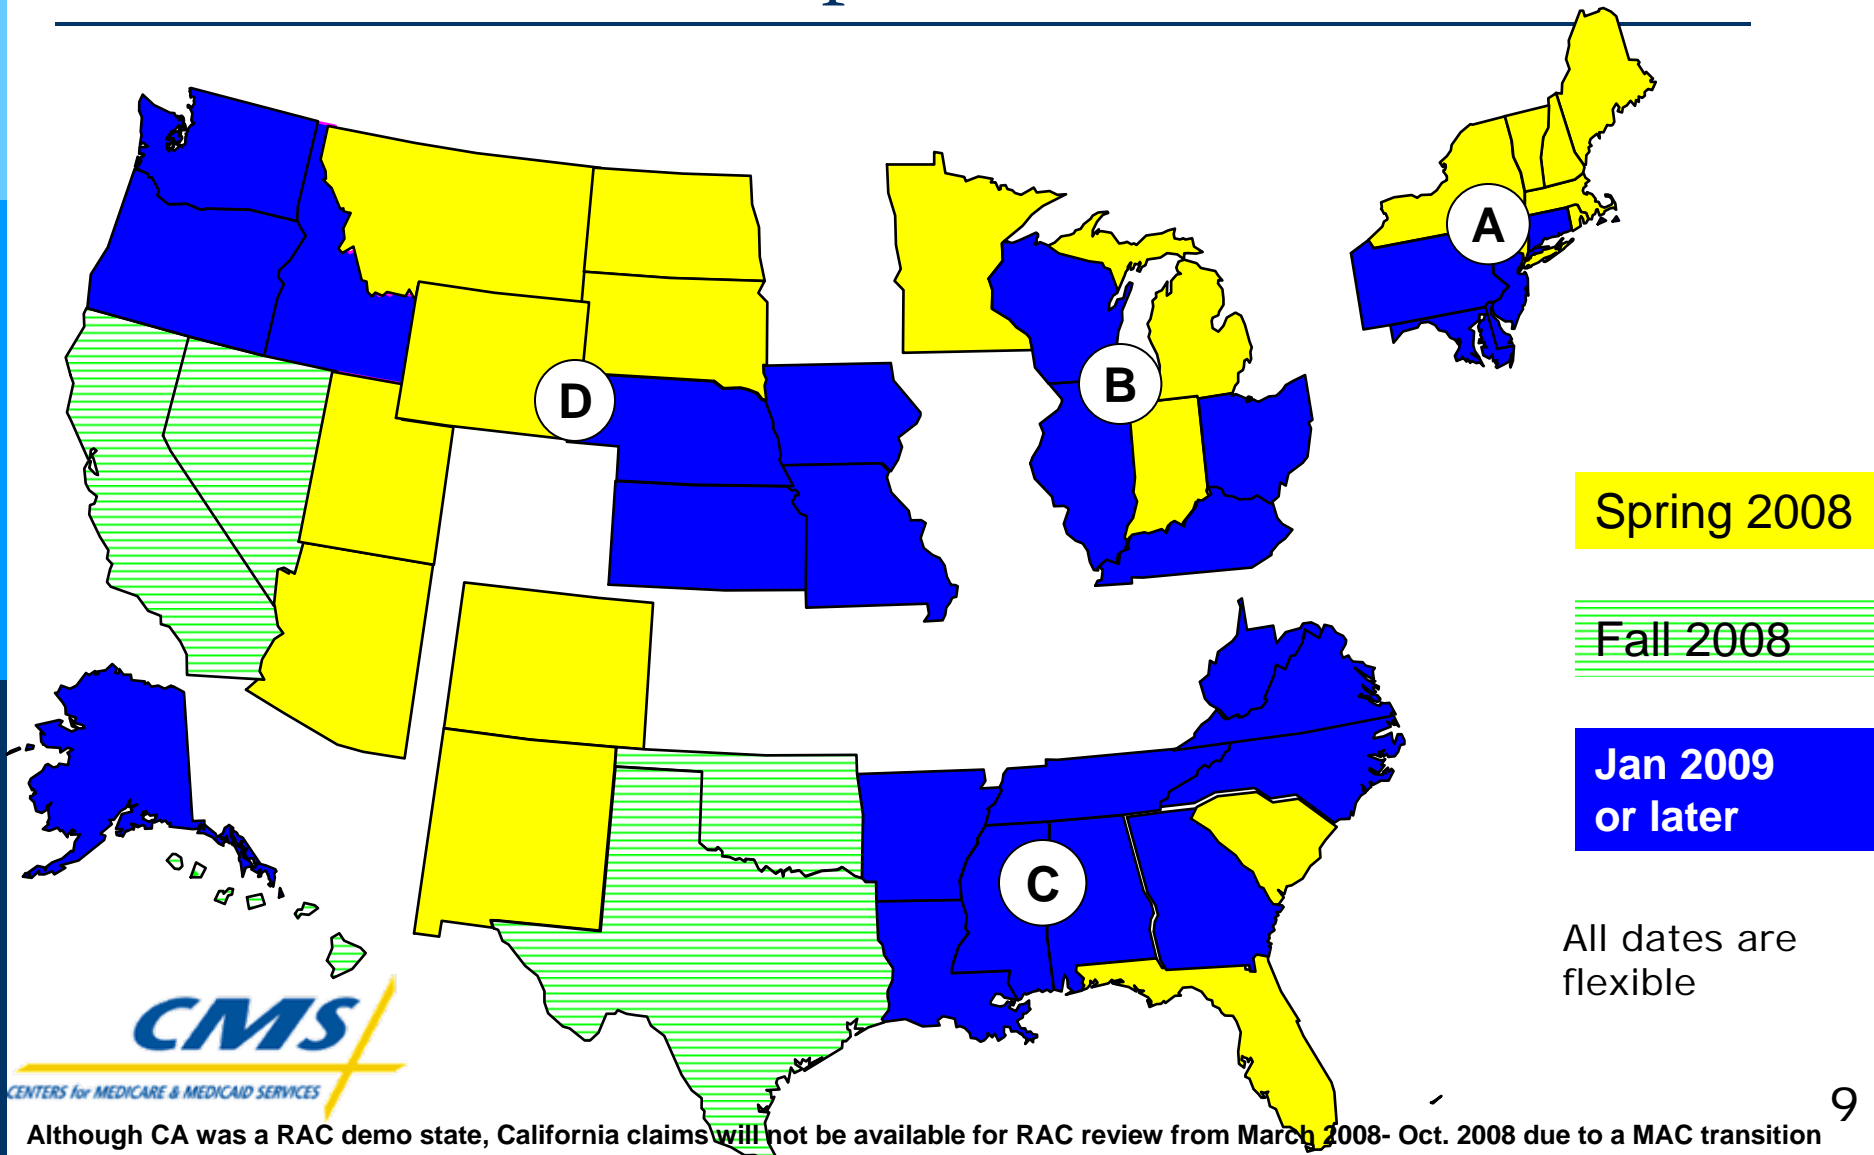 A
B
D
Spring 2008
Fall 2008
Jan 2009
or later
C
All dates are
flexible
CMS
CENTERS for MEDICARE & MEDICAID SERVICES
9
Although CA was a RAC demo state, California claims will not be available for RAC review from March 2008- Oct. 2008 due to a MAC transition